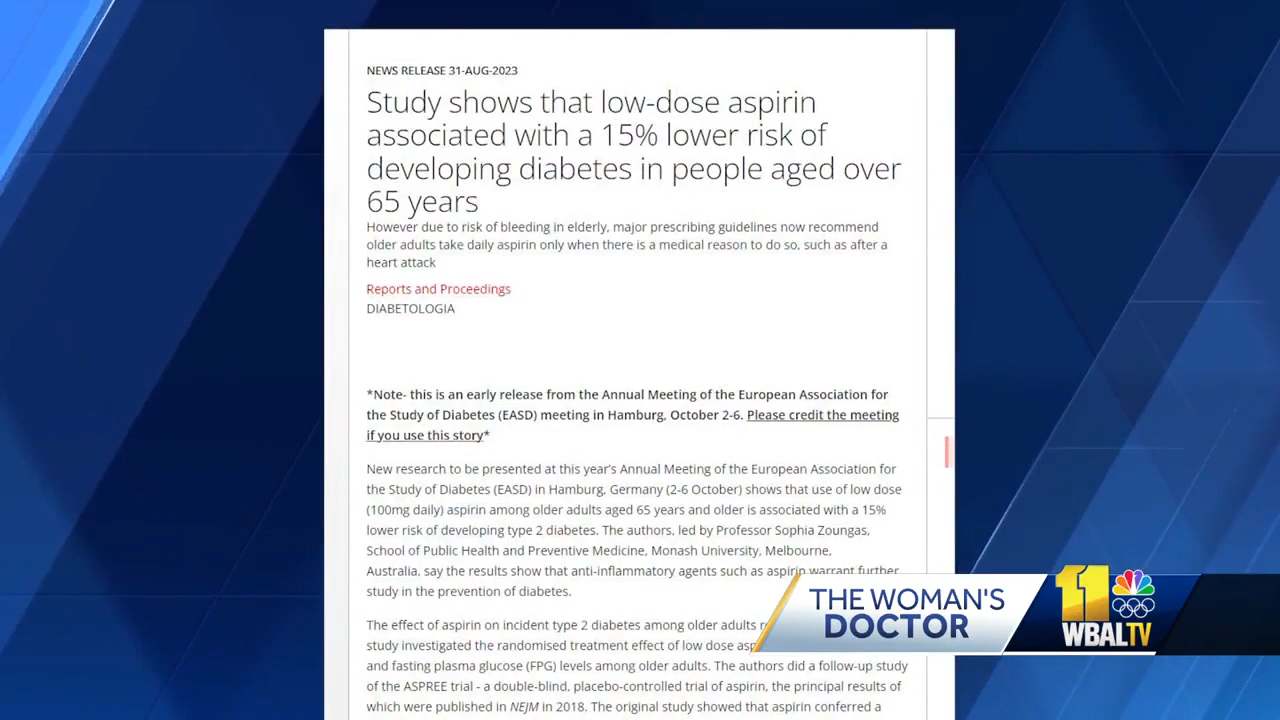 NEWS RELEASE 31-AUG-2023
Study shows that low-dose aspirin
associated with a 15% lower risk of
developing diabetes in people aged over
65 years
However due to risk of bleeding in elderly, major prescribing guidelines now recommend
older adults take daily aspirin only when there is a medical reason to do so, such as after a
heart attack
Reports and Proceedings
DIABETOLOGIA
*Note- this is an early release from the Annual Meeting of the European Association for
the Study of Diabetes (EASD) meeting in Hamburg, October 2-6. Please credit the meeting
if you use this story*
New research to be presented at this year's Annual Meeting of the European Association for
the Study of Diabetes (EASD) in Hamburg, Germany (2-6 October) shows that use of low dose
(100mg daily) aspirin among older adults aged 65 years and older is associated with a 15%
lower risk of developing type 2 diabetes. The authors, led by Professor Sophia Zoungas,
School of Public Health and Preventive Medicine, Monash University, Melbourne,
Australia, say the results show that anti-inflammatory agents such as aspirin warrant further
study in the prevention of diabetes.
The effect of aspirin on incident type 2 diabetes among older adults
study investigated the randomised treatment effect of low dose
and fasting plasma glucose (FPG) levels among older adults. The authors did a follow-up study
of the ASPREE trial - a double-blind, placebo-controlled trial of aspirin, the principal results of
which were published in NEJM in 2018. The original study showed that aspirin conferred a
THE WOMAN'S
DOCTOR
11
WBALTV